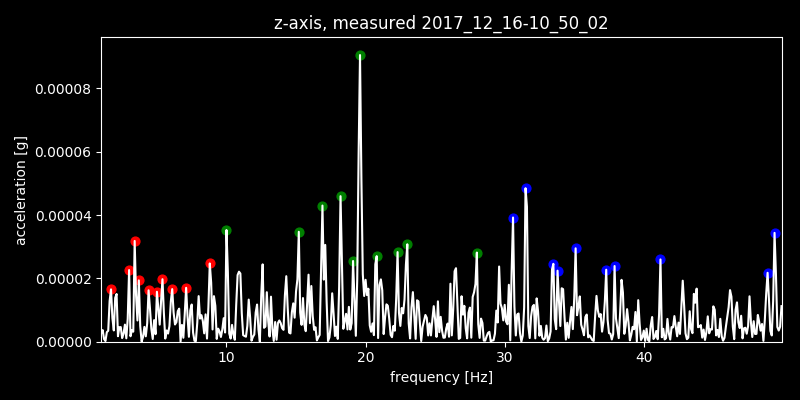 z-axis, measured 2017_12_16-10_50_02
0.00008
0.00006
0.00004
0.00002
0.00000
acceleration [g]
10 20 30 40
frequency [Hz]